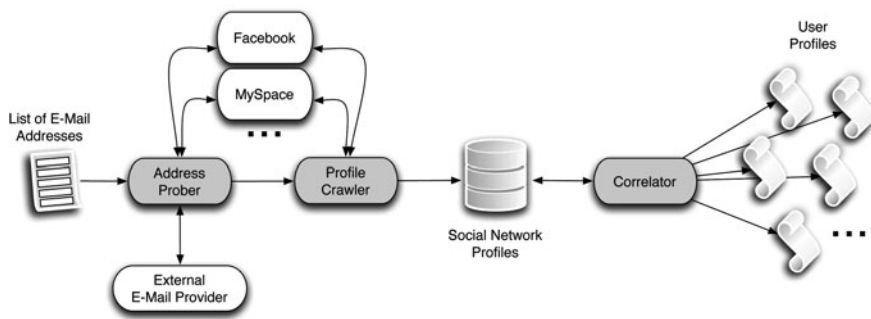 List of E-Mail
Addresses
Facebook
MySpace
Address
Prober
Profile
Crawler
External
E-Mail Provider
Social Network
Profiles
Correlator
User
Profiles